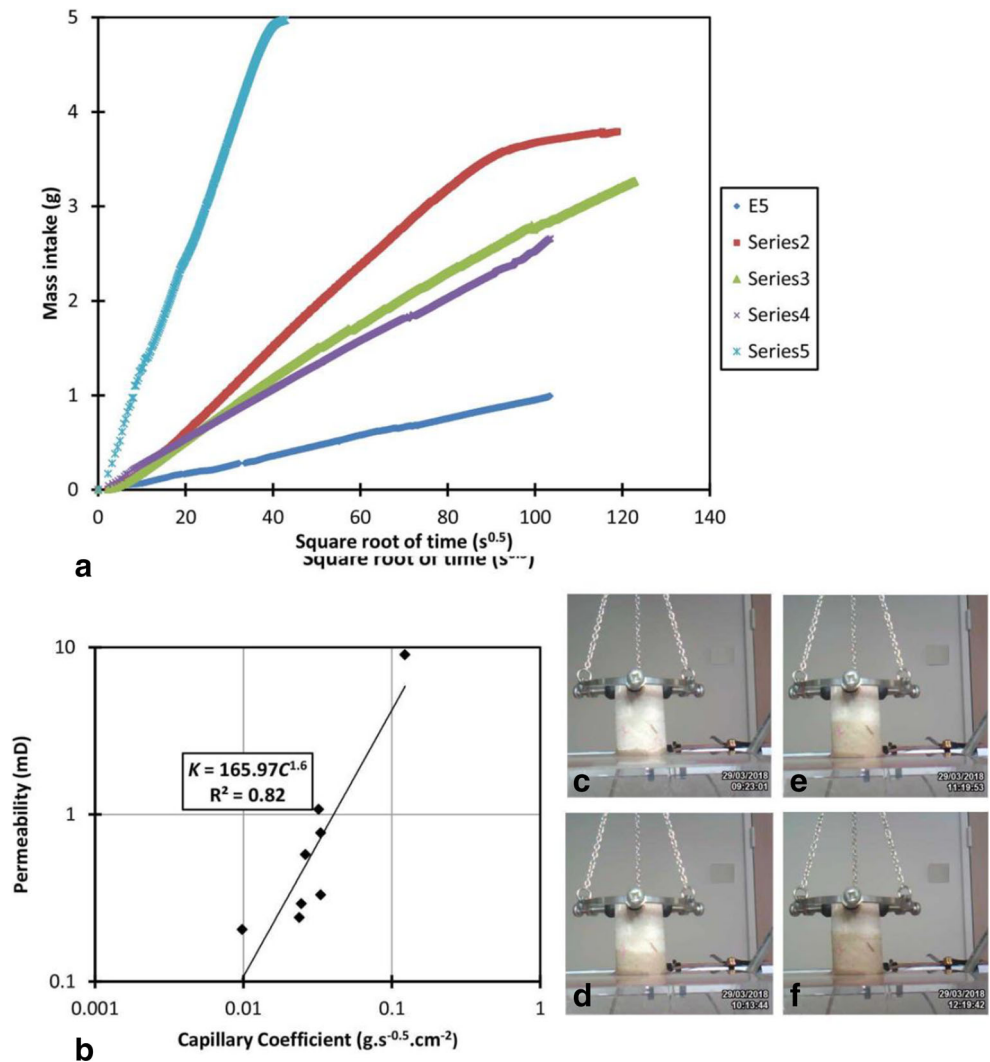 5
4
3
2
1
0
Mass intake (g)
0 20 40 60 80 100 120 140
Square root of time (s^0.5)
Square root of time (s^0.5)
E5
Series2
Series3
Series4
Series5
a
10
1
0.1
Permeability (mD)
K = 165.97C^1.6
R² = 0.82
0.001 0.01 0.1 1
Capillary Coefficient (g.s^-0.5.cm^-2)
b
c
29/03/2018
09:23:01
e
29/03/2018
11:19:53
d
29/03/2018
10:13:44
f
29/03/2018
12:19:42